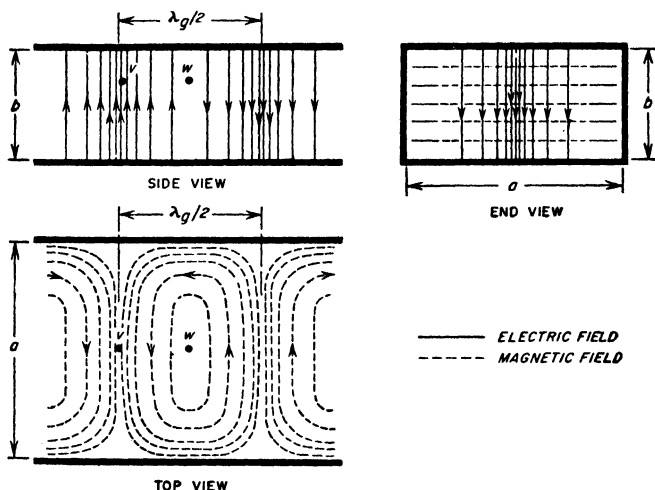 λg/2
b
v
w
SIDE VIEW
b
a
END VIEW
λg/2
a
v
w
ELECTRIC FIELD
MAGNETIC FIELD
TOP VIEW